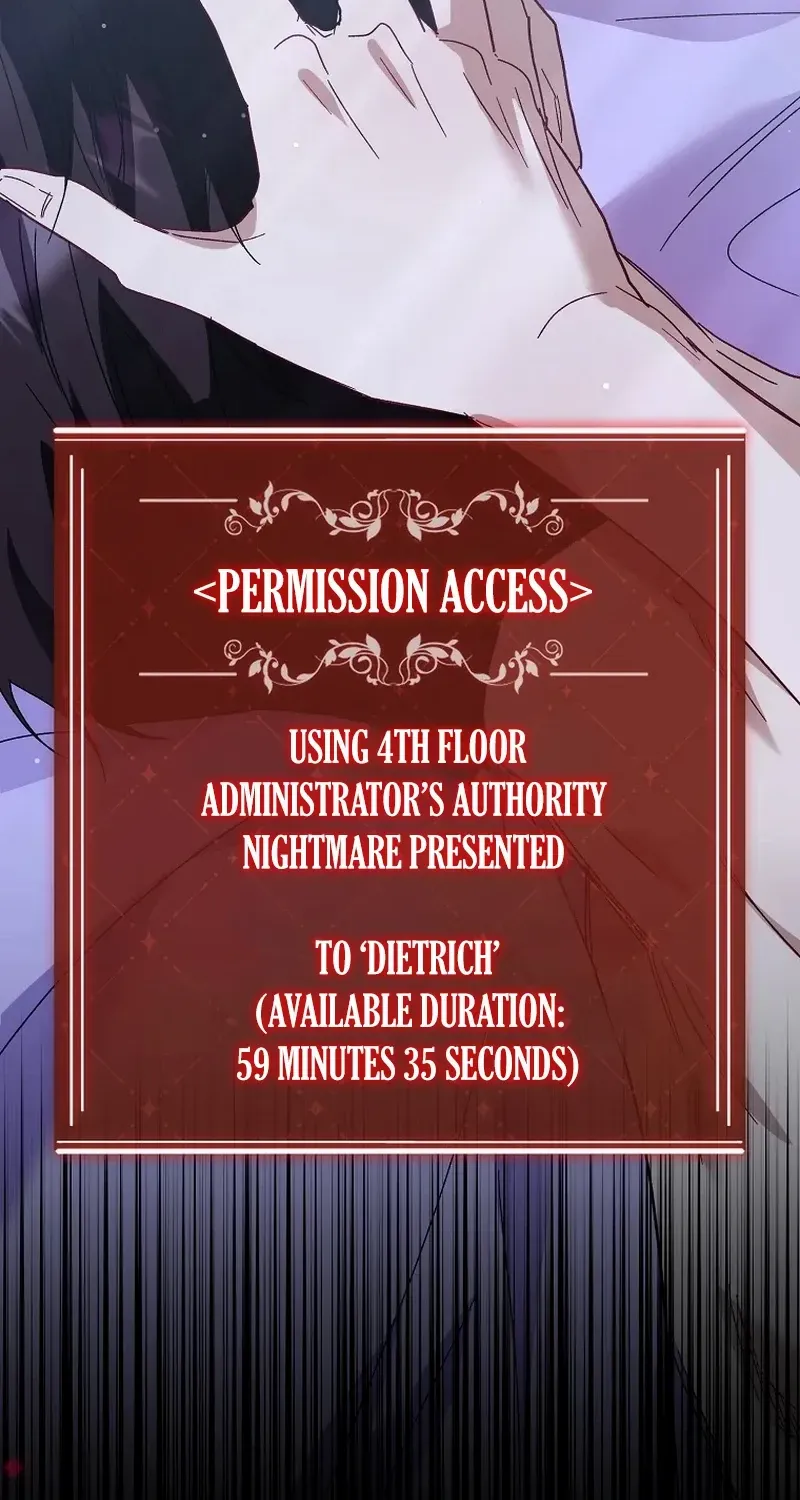 <PERMISSION ACCESS>
USING 4TH FLOOR
ADMINISTRATOR'S AUTHORITY
NIGHTMARE PRESENTED
TO ‘DIETRICH’
(AVAILABLE DURATION:
59 MINUTES 35 SECONDS)